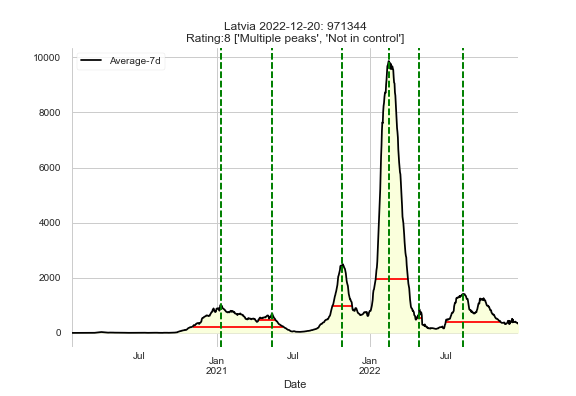 Latvia 2022-12-20: 971344
Rating:8 ['Multiple peaks', 'Not in control']
Average-7d
10000
8000
6000
4000
2000
0
Jul
Jan
2021
Jul
Jan
2022
Jul
Date